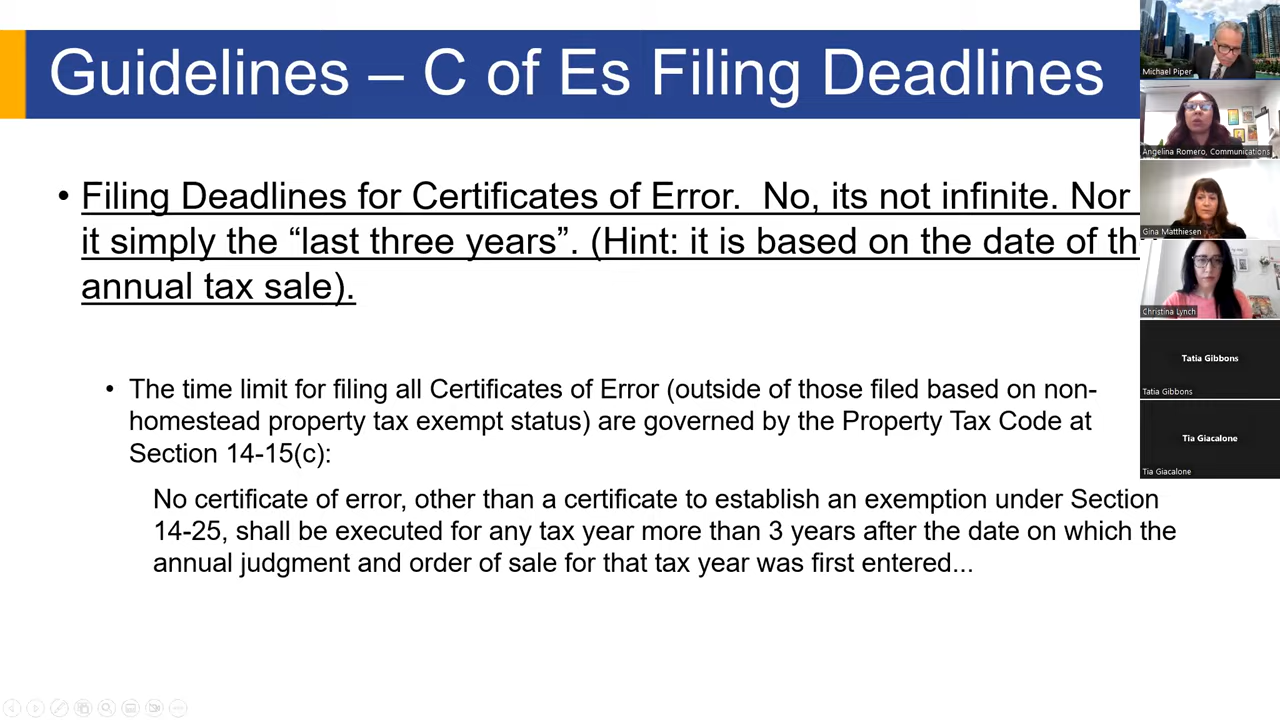 Guidelines – C of Es Filing Deadlines
• Filing Deadlines for Certificates of Error.  No, its not infinite. Nor
it simply the “last three years”. (Hint: it is based on the date of th
annual tax sale).
• The time limit for filing all Certificates of Error (outside of those filed based on non-
homestead property tax exempt status) are governed by the Property Tax Code at
Section 14-15(c):
No certificate of error, other than a certificate to establish an exemption under Section
14-25, shall be executed for any tax year more than 3 years after the date on which the
annual judgment and order of sale for that tax year was first entered...
Michael Piper
Angelina Romero, Communications
Gina Matthiesen
Christina Lynch
Tatia Gibbons
Tatia Gibbons
Tia Giacalone
Tia Giacalone